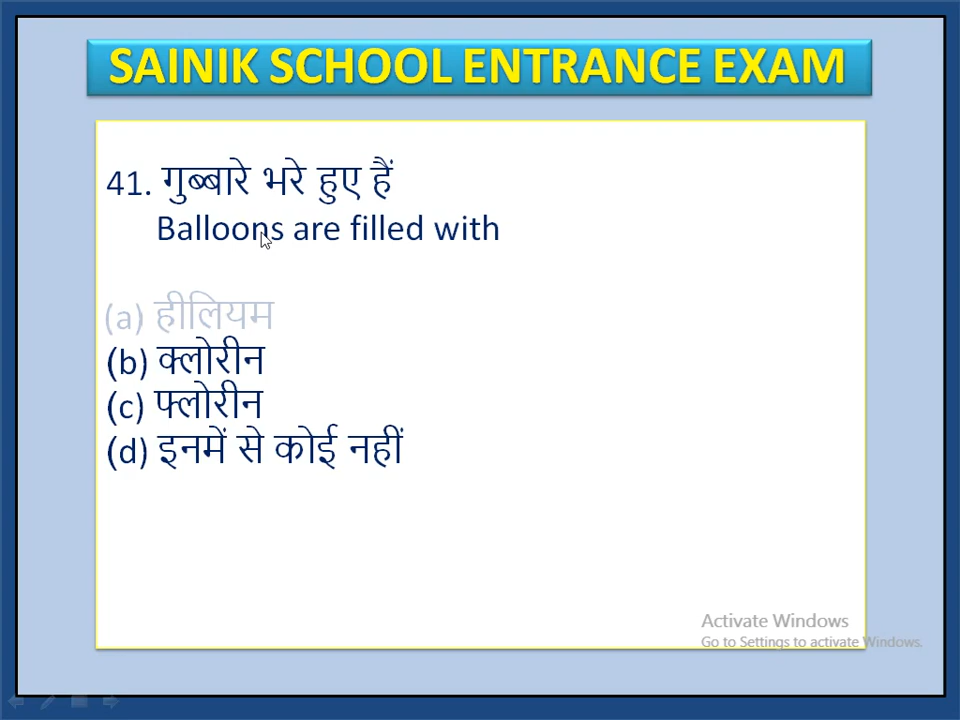 SAINIK SCHOOL ENTRANCE EXAM
41. गुब्बारे भरे हुए हैं
Balloons are filled with
(a) हीलियम
(b) क्लोरीन
(c) फ्लोरीन
(d) इनमें से कोई नहीं
Activate Windows
Go to Settings to activate Windows.